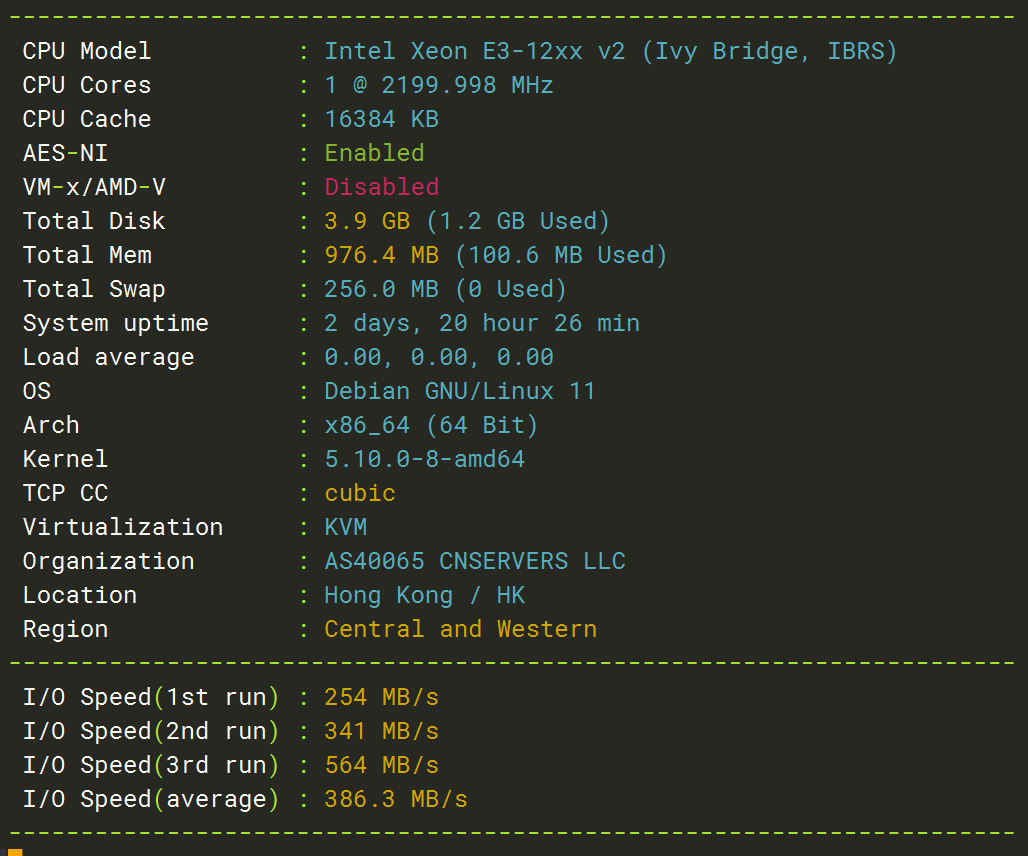 ----------------------------------------------------------------------
CPU Model          : Intel Xeon E3-12xx v2 (Ivy Bridge, IBRS)
CPU Cores          : 1 @ 2199.998 MHz
CPU Cache          : 16384 KB
AES-NI             : Enabled
VM-x/AMD-V         : Disabled
Total Disk         : 3.9 GB (1.2 GB Used)
Total Mem          : 976.4 MB (100.6 MB Used)
Total Swap         : 256.0 MB (0 Used)
System uptime      : 2 days, 20 hour 26 min
Load average       : 0.00, 0.00, 0.00
OS                 : Debian GNU/Linux 11
Arch               : x86_64 (64 Bit)
Kernel             : 5.10.0-8-amd64
TCP CC             : cubic
Virtualization     : KVM
Organization       : AS40065 CNSERVERS LLC
Location           : Hong Kong / HK
Region             : Central and Western
----------------------------------------------------------------------
I/O Speed(1st run) : 254 MB/s
I/O Speed(2nd run) : 341 MB/s
I/O Speed(3rd run) : 564 MB/s
I/O Speed(average) : 386.3 MB/s
----------------------------------------------------------------------